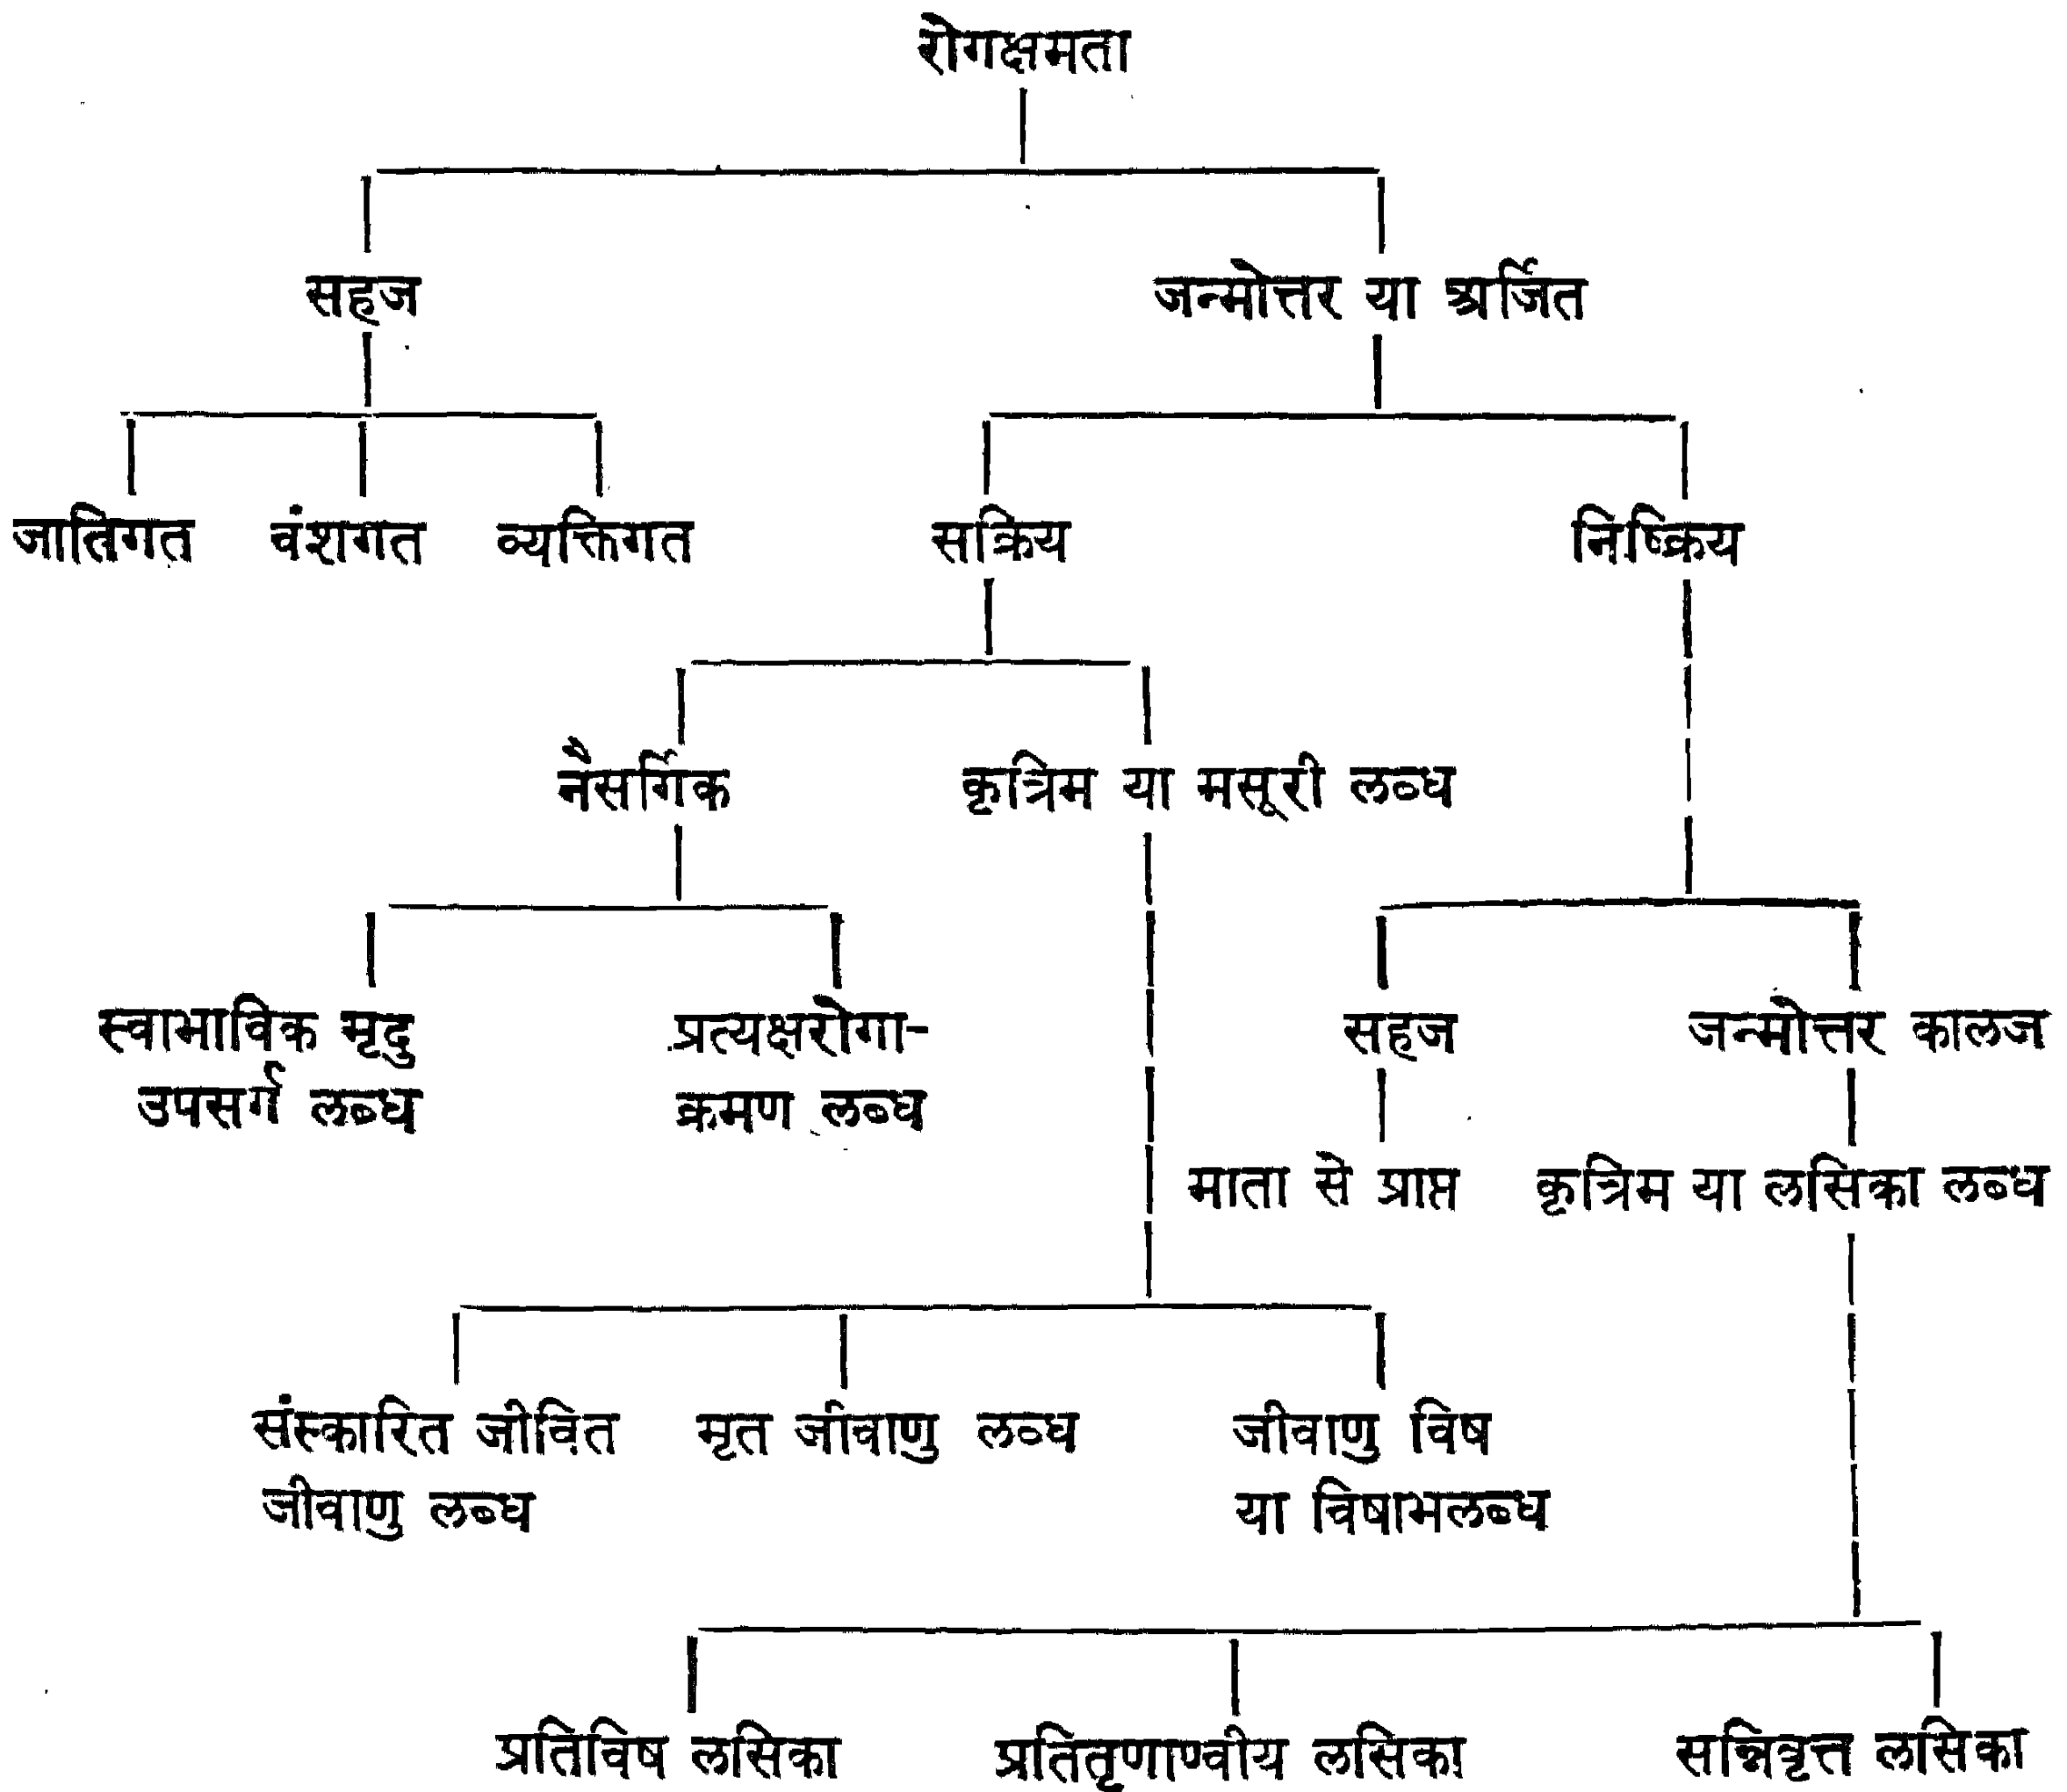 रोगक्षमता
सहज जन्मोत्तर या अर्जित
जातिगत वंशगत व्यक्तिगत सक्रिय निष्क्रिय
नैसर्गिक कृत्रिम या मसूरी लब्ध
स्वाभाविक मृदु प्रत्यक्षरोगा- सहज जन्मोत्तर कालज
उपसर्ग लब्ध क्रमण लब्ध
माता से प्राप्त कृत्रिम या लसिका लब्ध
संस्कारित जीवित मृत जीवाणु लब्ध जीवाणु विष
जीवाणु लब्ध या विषाभलब्ध
प्रतिविष लसिका प्रतितृणाण्वीय लसिका सन्निवृत्त लसिका